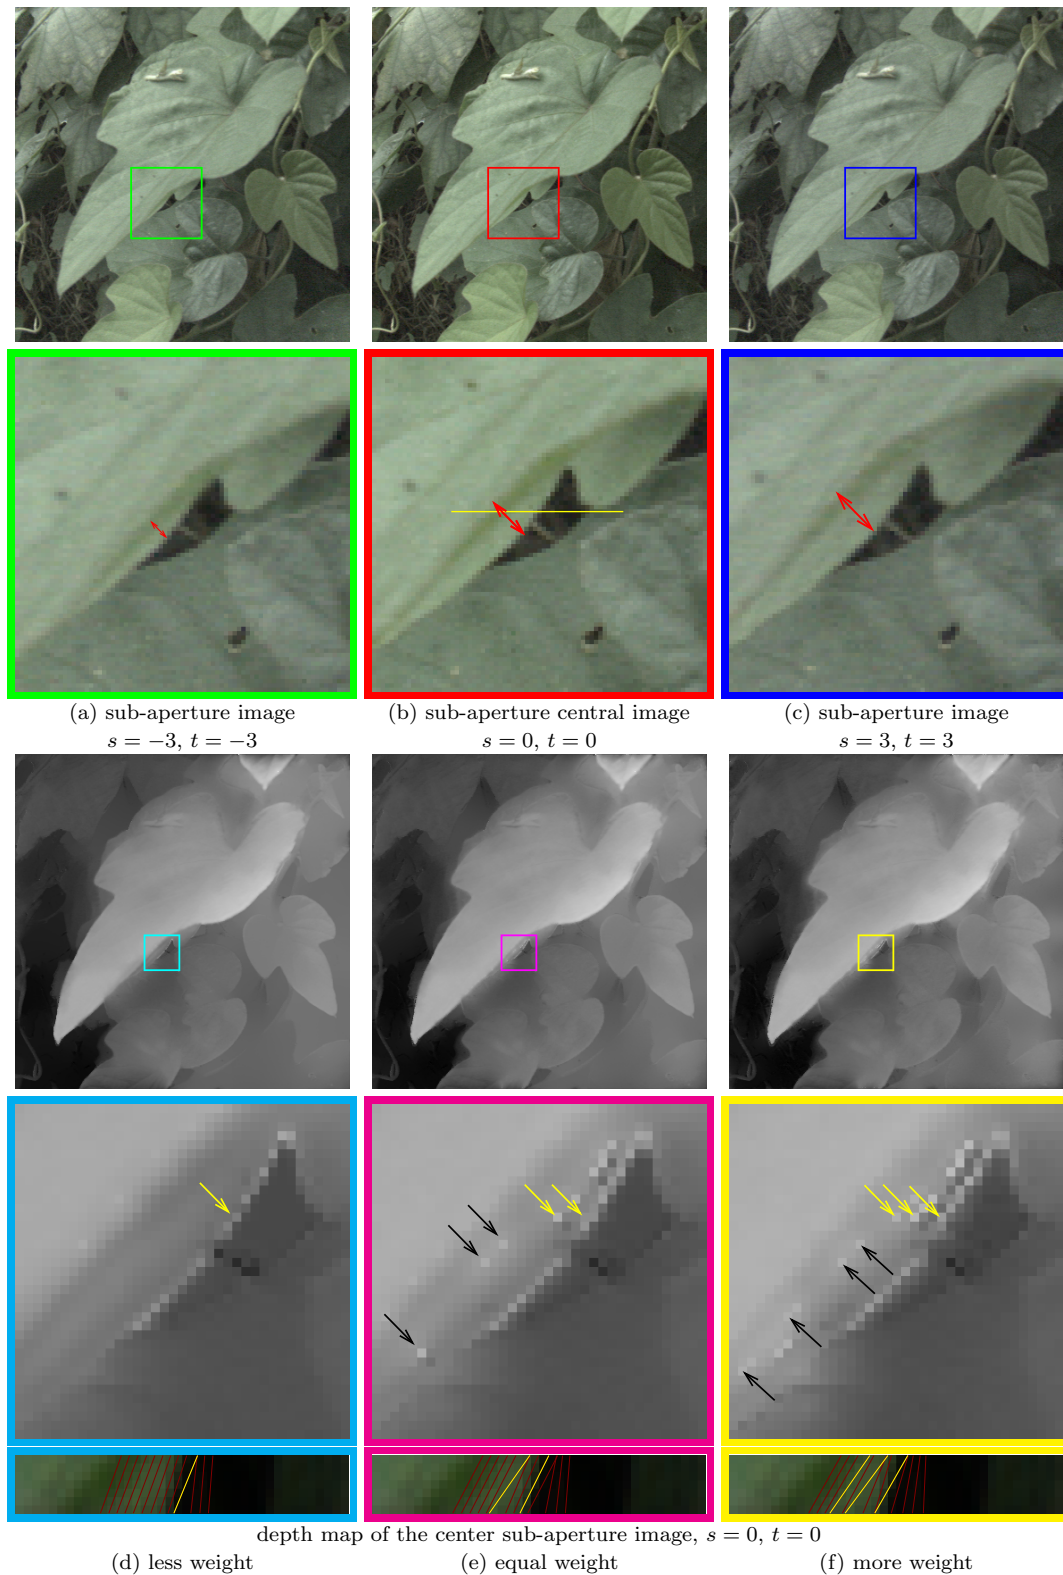 (a) sub-aperture image
s = −3, t = −3
(b) sub-aperture central image
s = 0, t = 0
(c) sub-aperture image
s = 3, t = 3
depth map of the center sub-aperture image, s = 0, t = 0
(d) less weight
(e) equal weight
(f) more weight